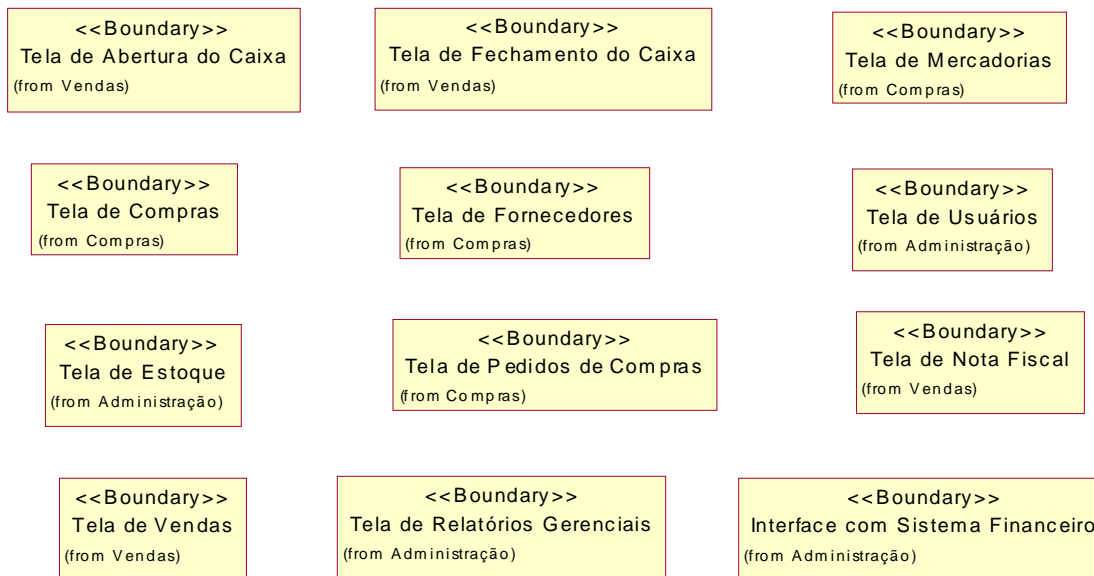 <<Boundary>>
Tela de Abertura do Caixa
(from Vendas)
<<Boundary>>
Tela de Fechamento do Caixa
(from Vendas)
<<Boundary>>
Tela de Mercadorias
(from Compras)
<<Boundary>>
Tela de Compras
(from Compras)
<<Boundary>>
Tela de Fornecedores
(from Compras)
<<Boundary>>
Tela de Usuários
(from Administração)
<<Boundary>>
Tela de Estoque
(from Administração)
<<Boundary>>
Tela de Pedidos de Compras
(from Compras)
<<Boundary>>
Tela de Nota Fiscal
(from Vendas)
<<Boundary>>
Tela de Vendas
(from Vendas)
<<Boundary>>
Tela de Relatórios Gerenciais
(from Administração)
<<Boundary>>
Interface com Sistema Financeiro
(from Administração)